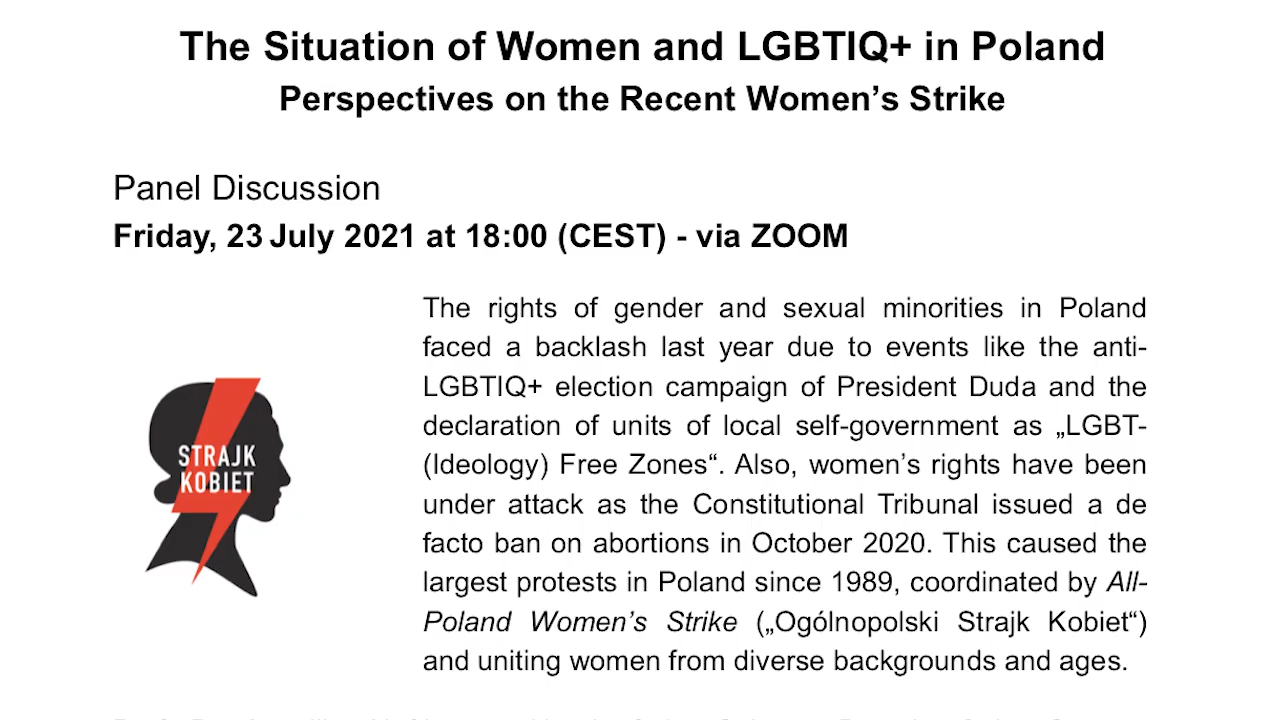 The Situation of Women and LGBTIQ+ in Poland
Perspectives on the Recent Women’s Strike
Panel Discussion
Friday, 23 July 2021 at 18:00 (CEST) - via ZOOM
STRAJK
KOBIET
The rights of gender and sexual minorities in Poland
faced a backlash last year due to events like the anti-
LGBTIQ+ election campaign of President Duda and the
declaration of units of local self-government as „LGBT-
(Ideology) Free Zones“. Also, women’s rights have been
under attack as the Constitutional Tribunal issued a de
facto ban on abortions in October 2020. This caused the
largest protests in Poland since 1989, coordinated by All-
Poland Women’s Strike („Ogólnopolski Strajk Kobiet“)
and uniting women from diverse backgrounds and ages.